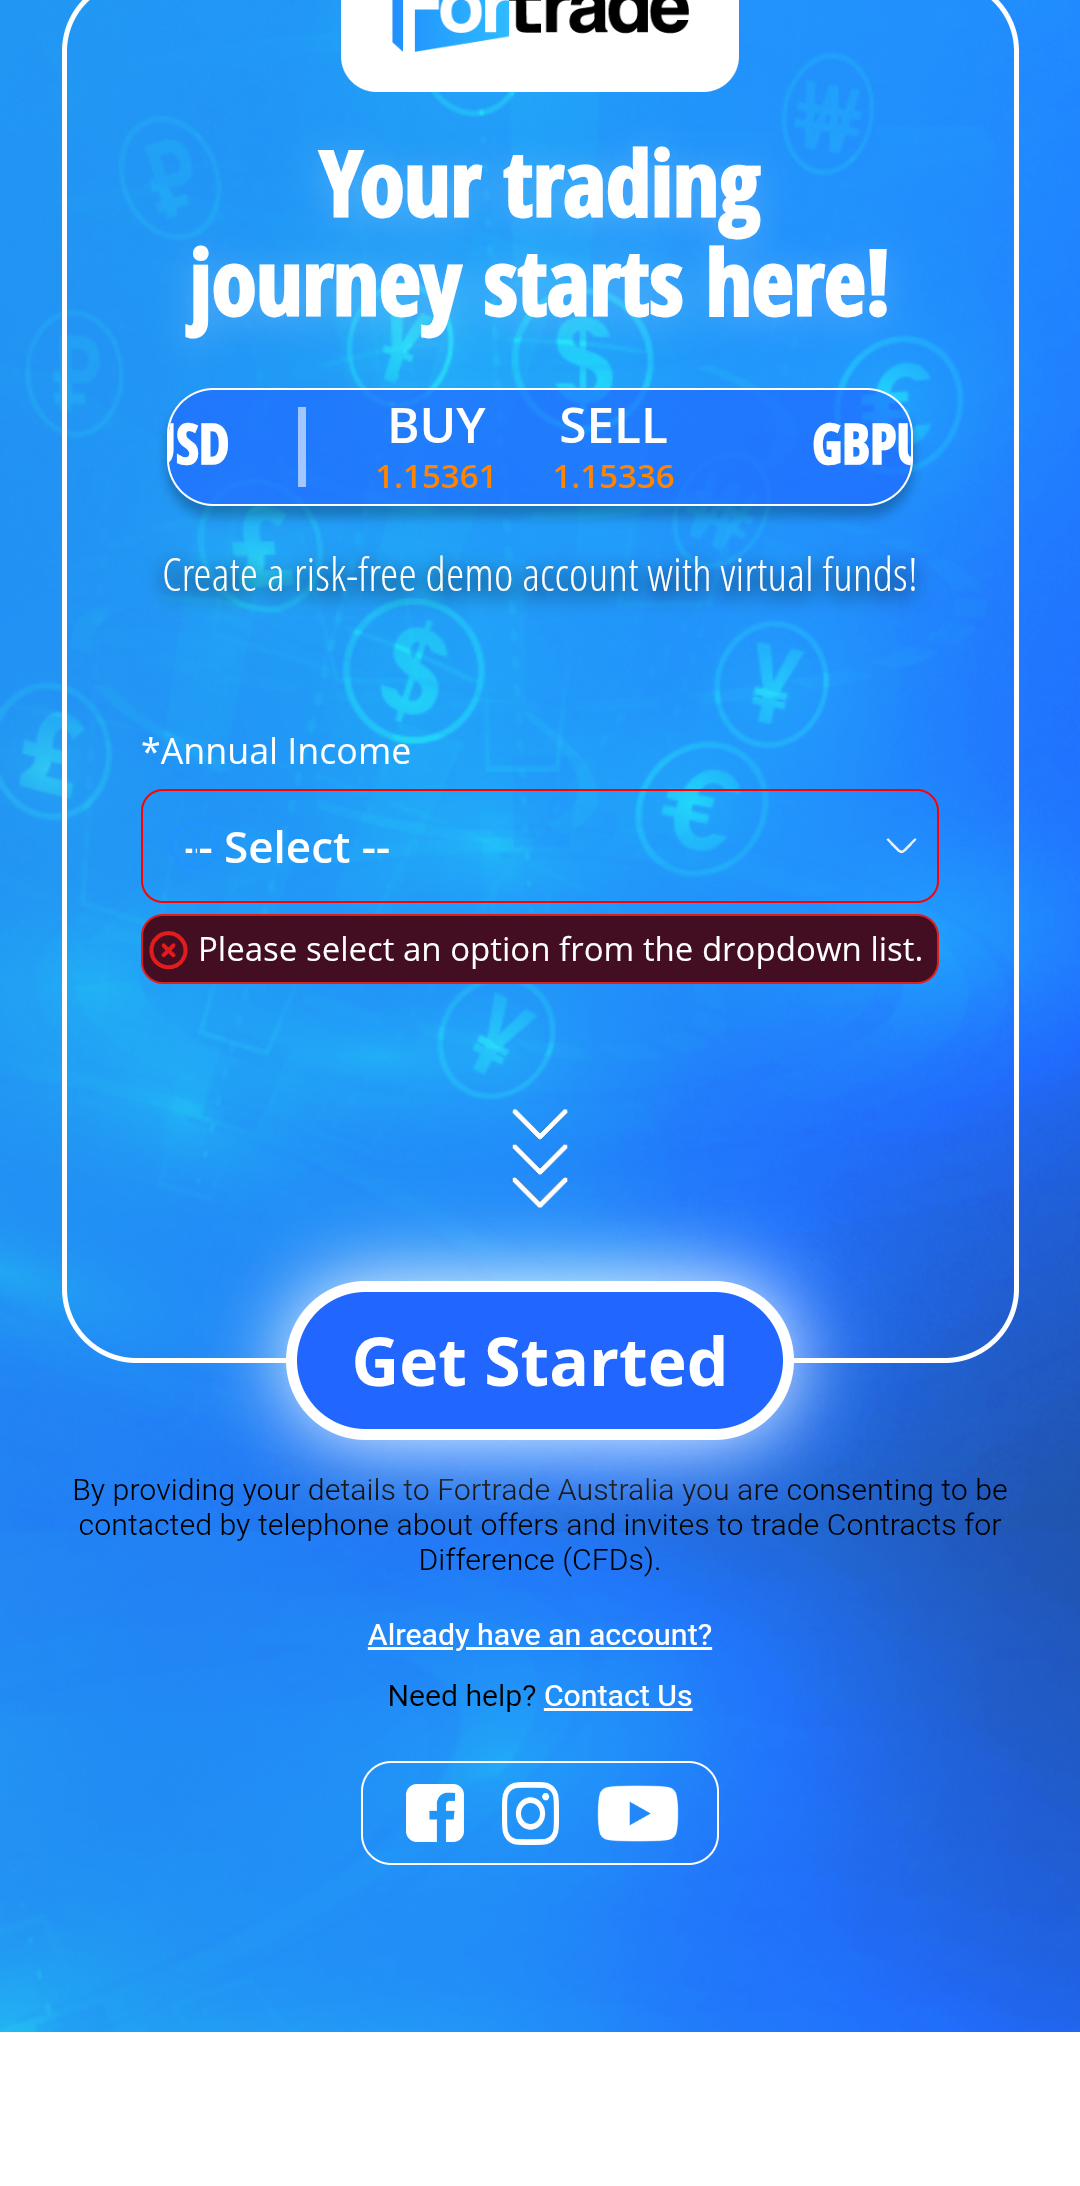 Fortrade
Your trading
journey starts here!
USD
BUY SELL
GBPU
1.15361 1.15336
Create a risk-free demo account with virtual funds!
*Annual Income
-- Select --
Please select an option from the dropdown list.
Get Started
By providing your details to Fortrade Australia you are consenting to be
contacted by telephone about offers and invites to trade Contracts for
Difference (CFDs).
Already have an account?
Need help? Contact Us